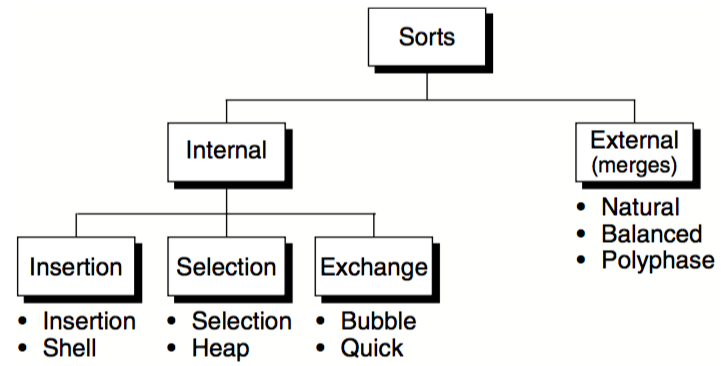 Sorts
Internal
External
(merges)
• Natural
• Balanced
• Polyphase
Insertion
• Insertion
• Shell
Selection
• Selection
• Heap
Exchange
• Bubble
• Quick